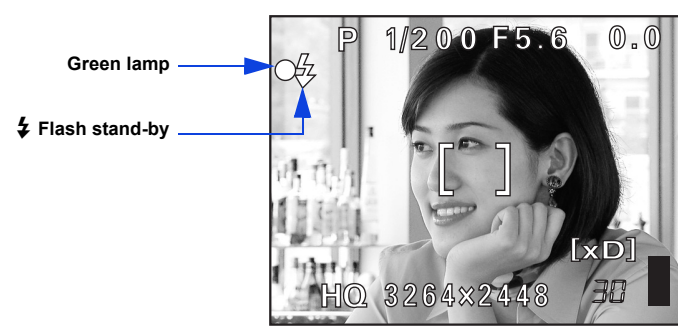 P 1/200 F5.6 0.0
Green lamp
Flash stand-by
[xD]
HQ 3264×2448 30